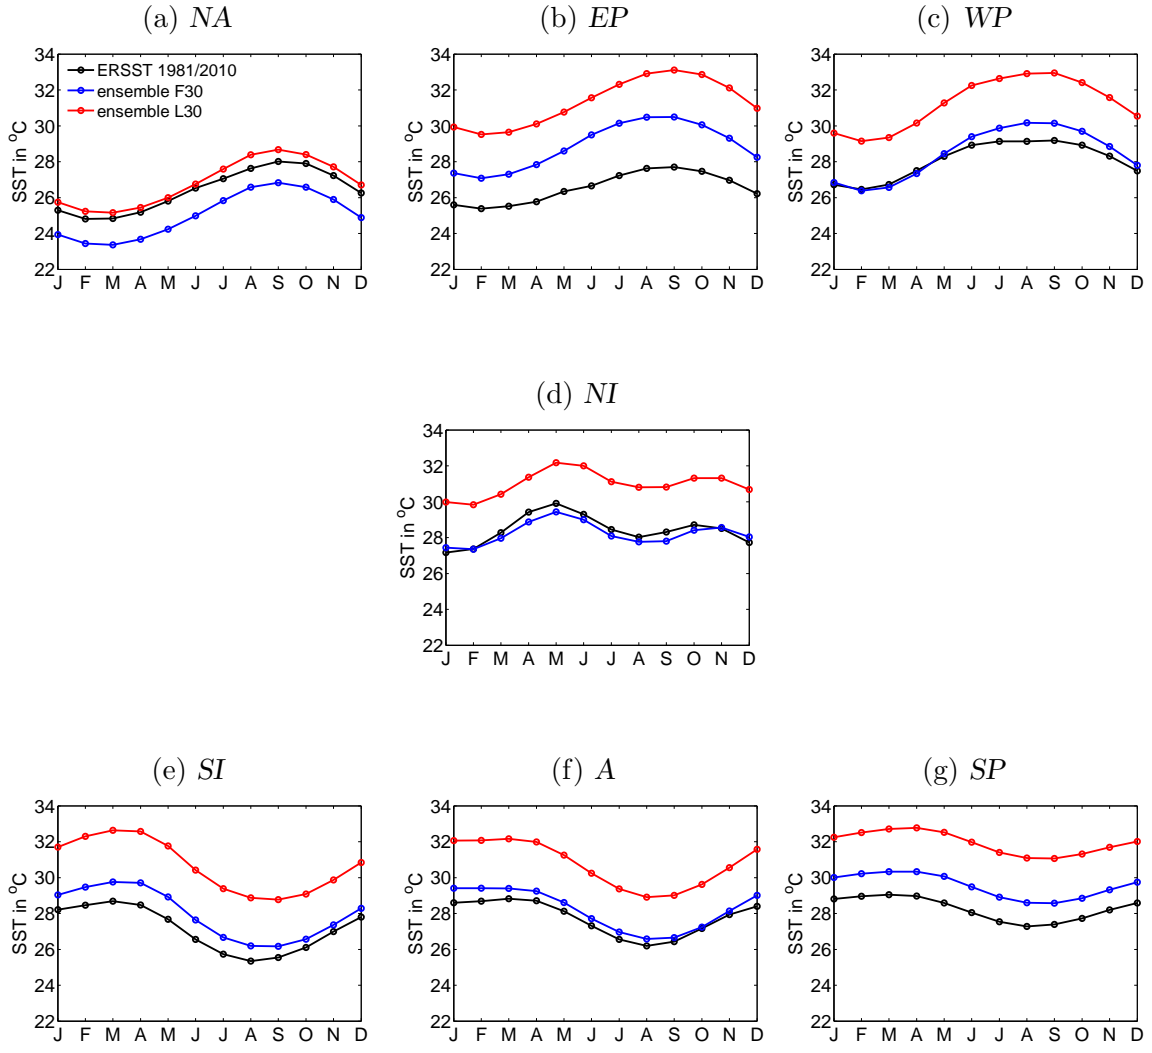 (a) NA
(b) EP
(c) WP
34
32
30
28
26
24
22
SST in °C
ERSST 1981/2010
ensemble F30
ensemble L30
J F M A M J J A S O N D
34
32
30
28
26
24
22
SST in °C
J F M A M J J A S O N D
34
32
30
28
26
24
22
SST in °C
J F M A M J J A S O N D
(d) NI
34
32
30
28
26
24
22
SST in °C
J F M A M J J A S O N D
(e) SI
(f) A
(g) SP
34
32
30
28
26
24
22
SST in °C
J F M A M J J A S O N D
34
32
30
28
26
24
22
SST in °C
J F M A M J J A S O N D
34
32
30
28
26
24
22
SST in °C
J F M A M J J A S O N D